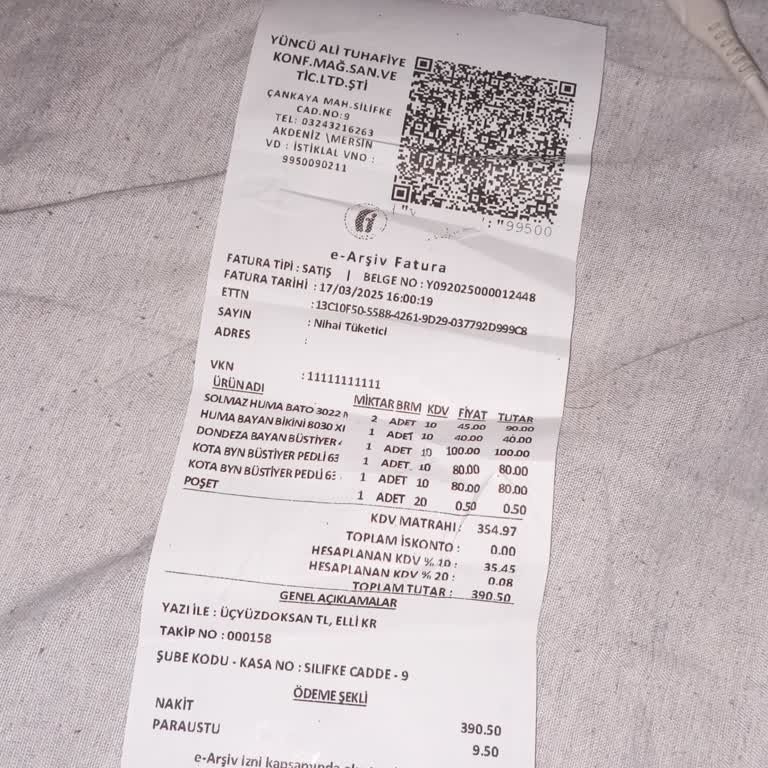 YÜNCÜ ALİ TUHAFİYE
KONF.MAĞ.SAN.VE
TİC.LTD.ŞTİ
ÇANKAYA MAH.SİLİFKE
CAD.NO:9
TEL: 03243216263
AKDENİZ \MERSİN
VD : İSTİKLAL VNO :
9950090211
:"99500
e-Arşiv Fatura
FATURA TİPİ : SATIŞ | BELGE NO : Y092025000012448
FATURA TARİHİ : 17/03/2025 16:00:19
ETTN : 13C10F50-5588-4261-9D29-037792D999C8
SAYIN : Nihai Tüketici
ADRES :
VKN : 11111111111
ÜRÜN ADI MİKTAR BRM KDV FİYAT TUTAR
SOLMAZ HUMA BATO 3022 2 ADET 10 45.00 90.00
HUMA BAYAN BİKİNİ 8030 XI 1 ADET 10 40.00 40.00
DONDEZA BAYAN BÜSTİYER 1 ADET 10 100.00 100.00
KOTA BYN BÜSTİYER PEDLİ 63 1 ADET 10 80.00 80.00
KOTA BYN BÜSTİYER PEDLİ 63 1 ADET 10 80.00 80.00
POŞET 1 ADET 20 0.50 0.50
KDV MATRAHI : 354.97
TOPLAM İSKONTO : 0.00
HESAPLANAN KDV % 10 : 35.45
HESAPLANAN KDV % 20 : 0.08
TOPLAM TUTAR : 390.50
GENEL AÇIKLAMALAR
YAZI İLE : ÜÇYÜZDOKSAN TL, ELLİ KR
TAKİP NO : 000158
ŞUBE KODU - KASA NO : SILIFKE CADDE - 9
ÖDEME ŞEKLİ
NAKİT 390.50
PARAUSTU 9.50
e-Arşiv izni kapsamında